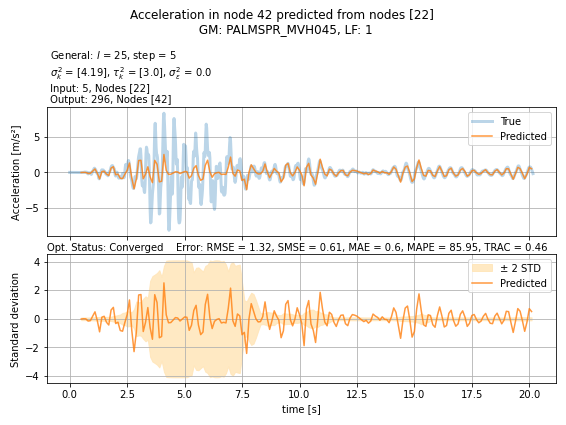 Acceleration in node 42 predicted from nodes [22]
GM: PALMSPR_MVH045, LF: 1
General: l = 25, step = 5
σ²ₖ = [4.19], τ²ₖ = [3.0], σ²ε = 0.0
Input: 5, Nodes [22]
Output: 296, Nodes [42]
Acceleration [m/s²]
5
0
−5
True
Predicted
Opt. Status: Converged    Error: RMSE = 1.32, SMSE = 0.61, MAE = 0.6, MAPE = 85.95, TRAC = 0.46
Standard deviation
4
2
0
−2
−4
± 2 STD
Predicted
0.0 2.5 5.0 7.5 10.0 12.5 15.0 17.5 20.0
time [s]